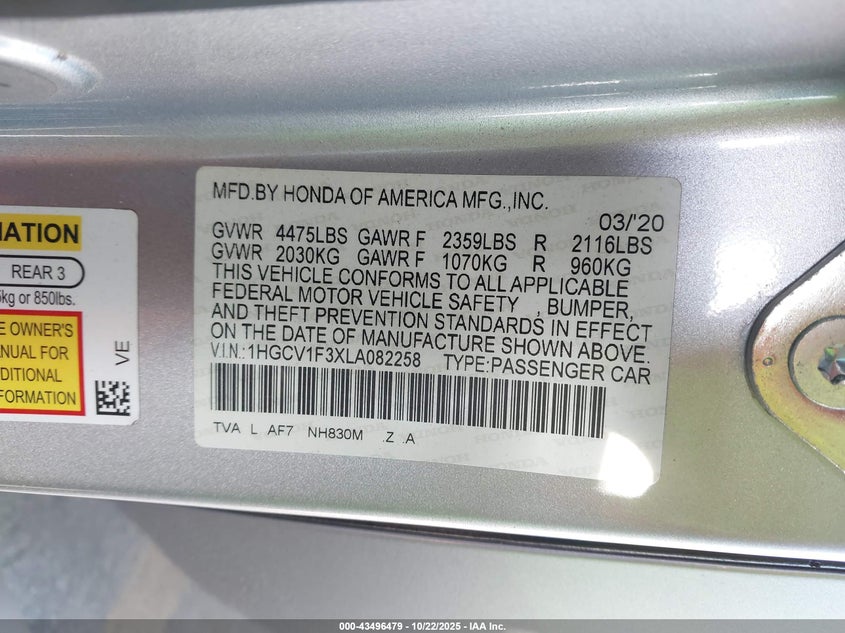 MATION
REAR 3
kg or 850lbs.
E OWNER'S
ANUAL FOR
DITIONAL
FORMATION
VE
MFD.BY HONDA OF AMERICA MFG.,INC.
03/'20
GVWR 4475LBS GAWR F 2359LBS R 2116LBS
GVWR 2030KG GAWR F 1070KG R 960KG
THIS VEHICLE CONFORMS TO ALL APPLICABLE
FEDERAL MOTOR VEHICLE SAFETY , BUMPER,
AND THEFT PREVENTION STANDARDS IN EFFECT
ON THE DATE OF MANUFACTURE SHOWN ABOVE.
V.I.N.:1HGCV1F3XLA082258 TYPE:PASSENGER CAR
TVA L AF7 NH830M .Z .A
000-43496479 - 10/22/2025 - IAA Inc.